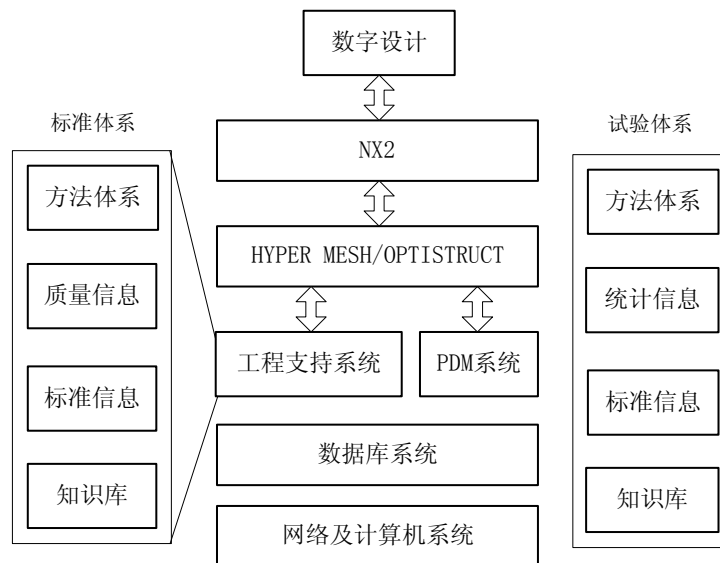 数字设计
标准体系
试验体系
NX2
方法体系
方法体系
HYPER MESH/OPTISTRUCT
质量信息
统计信息
工程支持系统
PDM系统
标准信息
标准信息
数据库系统
知识库
知识库
网络及计算机系统